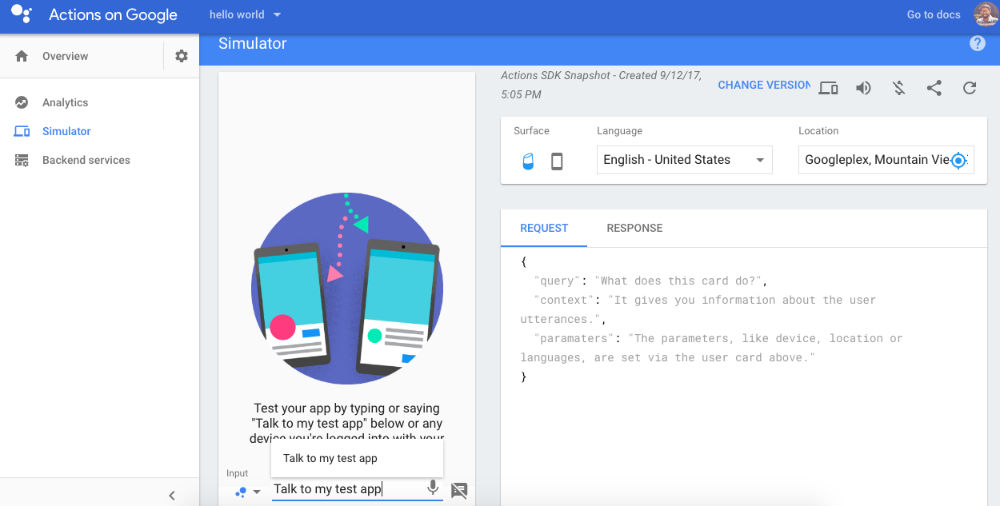 Actions on Google
hello world
Go to docs
Overview
Analytics
Simulator
Backend services
Simulator
Test your app by typing or saying
"Talk to my test app" below or any
device you're logged into with your
Talk to my test app
Input
Talk to my test app
Actions SDK Snapshot - Created 9/12/17,
5:05 PM
CHANGE VERSION
Surface
Language
English - United States
Location
Googleplex, Mountain Vie
REQUEST
RESPONSE
{
"query": "What does this card do?",
"context": "It gives you information about the user
utterances.",
"paramaters": "The parameters, like device, location or
languages, are set via the user card above."
}